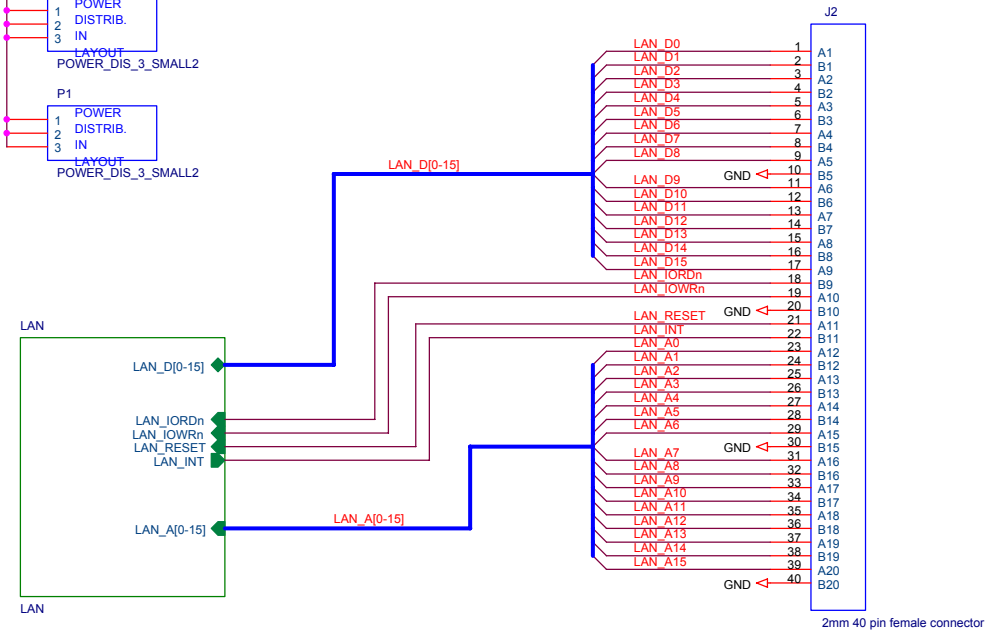 POWER
1 DISTRIB.
2 IN
3
LAYOUT
POWER_DIS_3_SMALL2
P1
POWER
1 DISTRIB.
2 IN
3
LAYOUT
POWER_DIS_3_SMALL2
LAN_D[0-15]
J2
LAN_D0 1 A1
LAN_D1 2 B1
LAN_D2 3 A2
LAN_D3 4 B2
LAN_D4 5 A3
LAN_D5 6 B3
LAN_D6 7 A4
LAN_D7 8 B4
LAN_D8 9 A5
GND 10 B5
LAN_D9 11 A6
LAN_D10 12 B6
LAN_D11 13 A7
LAN_D12 14 B7
LAN_D13 15 A8
LAN_D14 16 B8
LAN_D15 17 A9
LAN_IORDn 18 B9
LAN_IOWRn 19 A10
GND 20 B10
LAN_RESET 21 A11
LAN_INT 22 B11
LAN_A0 23 A12
LAN_A1 24 B12
LAN_A2 25 A13
LAN_A3 26 B13
LAN_A4 27 A14
LAN_A5 28 B14
LAN_A6 29 A15
GND 30 B15
LAN_A7 31 A16
LAN_A8 32 B16
LAN_A9 33 A17
LAN_A10 34 B17
LAN_A11 35 A18
LAN_A12 36 B18
LAN_A13 37 A19
LAN_A14 38 B19
LAN_A15 39 A20
GND 40 B20
2mm 40 pin female connector
LAN
LAN_D[0-15]
LAN_IORDn
LAN_IOWRn
LAN_RESET
LAN_INT
LAN_A[0-15]
LAN_A[0-15]
LAN